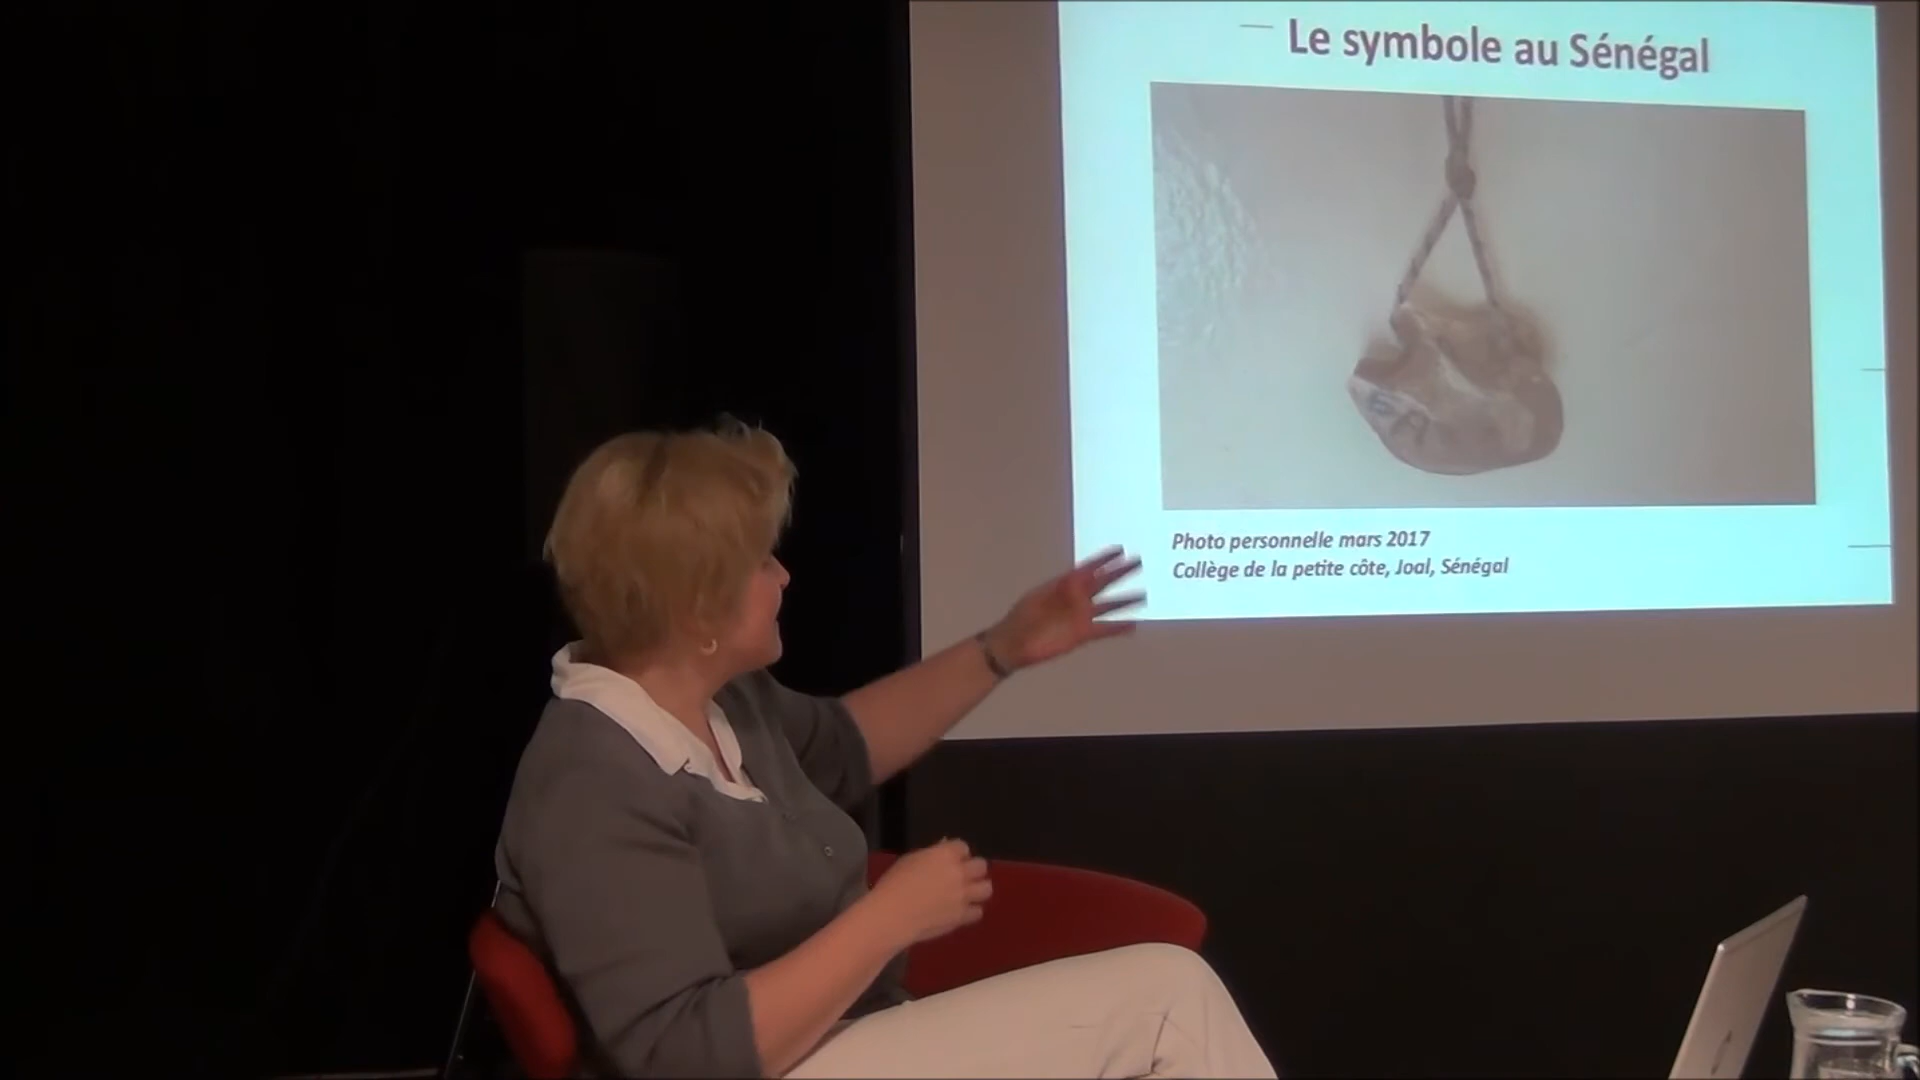 Le symbole au Sénégal
Photo personnelle mars 2017
Collège de la petite côte, Joal, Sénégal